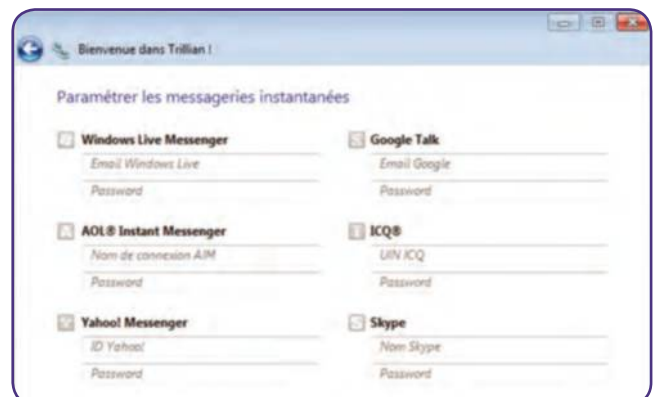 Bienvenue dans Trillian !
Paramétrer les messageries instantanées
Windows Live Messenger
Email Windows Live
Password
Google Talk
Email Google
Password
AOL® Instant Messenger
Nom de connexion AIM
Password
ICQ®
UIN ICQ
Password
Yahoo! Messenger
ID Yahoo!
Password
Skype
Nom Skype
Password